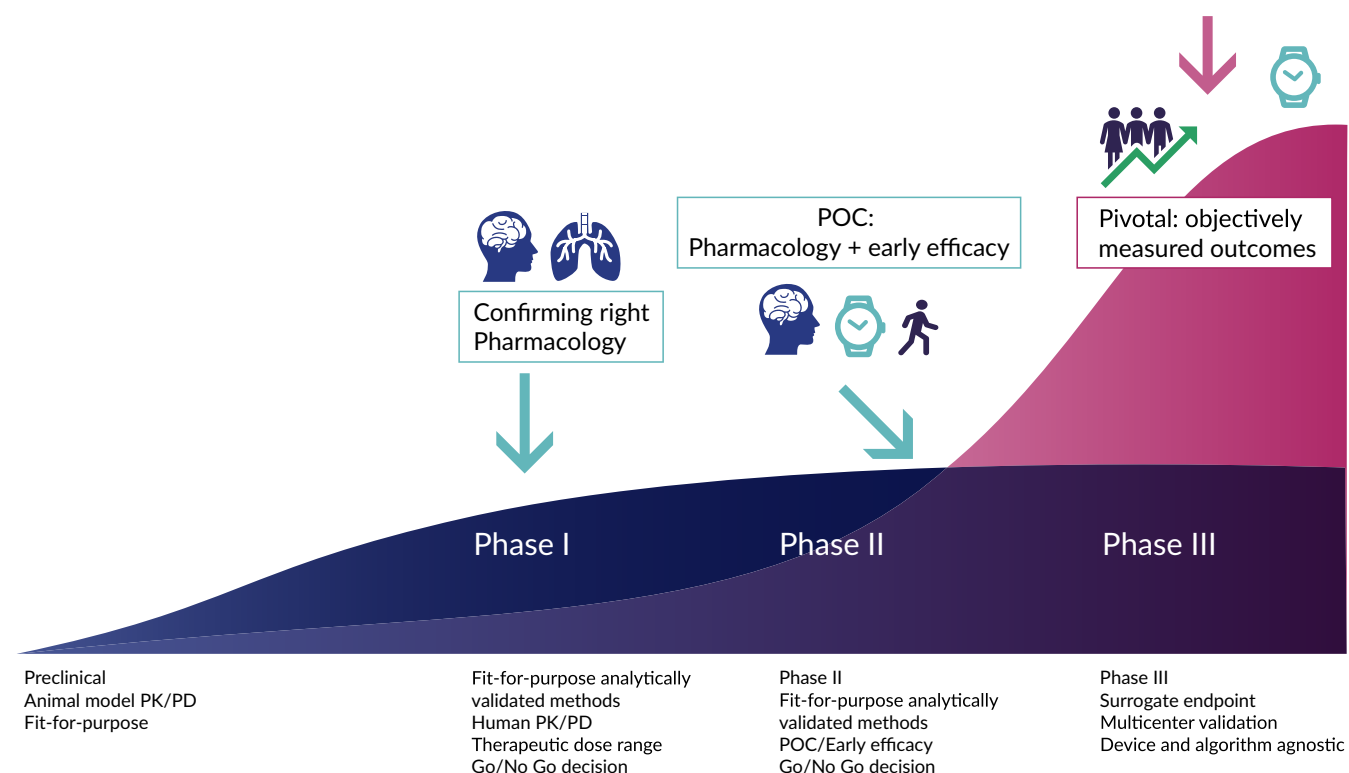 Confirming right
Pharmacology
POC:
Pharmacology + early efficacy
Pivotal: objectively
measured outcomes
Phase I
Phase II
Phase III
Preclinical
Animal model PK/PD
Fit-for-purpose
Fit-for-purpose analytically
validated methods
Human PK/PD
Therapeutic dose range
Go/No Go decision
Phase II
Fit-for-purpose analytically
validated methods
POC/Early efficacy
Go/No Go decision
Phase III
Surrogate endpoint
Multicenter validation
Device and algorithm agnostic